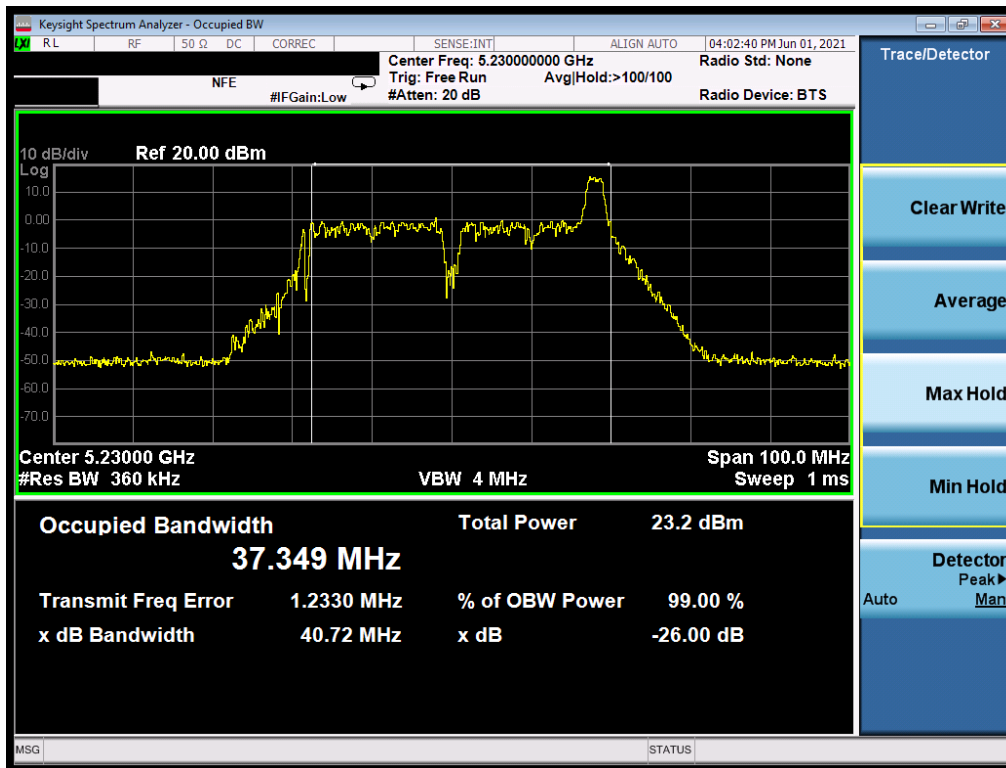 Keysight Spectrum Analyzer - Occupied BW
LXI RL RF 50 Ω DC CORREC SENSE:INT ALIGN AUTO 04:02:40 PM Jun 01, 2021
Center Freq: 5.230000000 GHz Radio Std: None
NFE Trig: Free Run Avg|Hold:>100/100
#IFGain:Low #Atten: 20 dB Radio Device: BTS
10 dB/div Ref 20.00 dBm
Log
10.0
0.00
-10.0
-20.0
-30.0
-40.0
-50.0
-60.0
-70.0
Center 5.23000 GHz Span 100.0 MHz
#Res BW 360 kHz VBW 4 MHz Sweep 1 ms
Occupied Bandwidth Total Power 23.2 dBm
37.349 MHz
Transmit Freq Error 1.2330 MHz % of OBW Power 99.00 %
x dB Bandwidth 40.72 MHz x dB -26.00 dB
MSG STATUS
Trace/Detector
Clear Write
Average
Max Hold
Min Hold
Detector
Peak▶
Auto Man